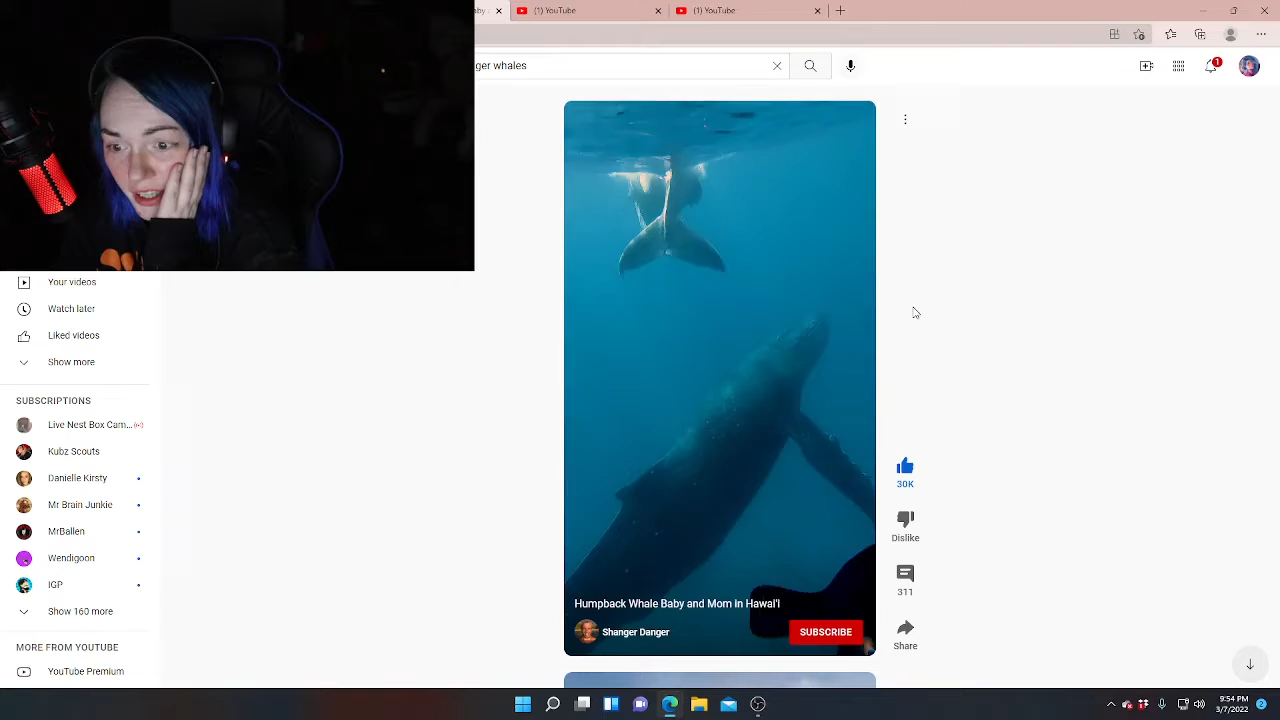 (1) YouTube
(1) YouTube
ger whales
1
Your videos
Watch later
Liked videos
Show more
SUBSCRIPTIONS
Live Nest Box Cam...
Kubz Scouts
Danielle Kirsty
Mr Brain Junkie
MrBallen
Wendigoon
IGP
Show 160 more
MORE FROM YOUTUBE
YouTube Premium
30K
Dislike
311
Share
Humpback Whale Baby and Mom in Hawai'i
Shanger Danger
SUBSCRIBE
9:54 PM
3/7/2022
2